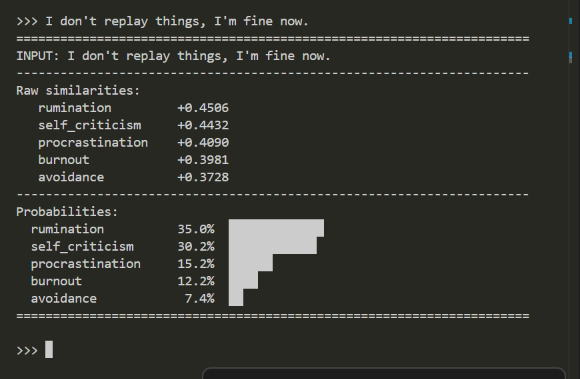 >>> I don't replay things, I'm fine now.
======================================================================
INPUT: I don't replay things, I'm fine now.
----------------------------------------------------------------------
Raw similarities:
rumination +0.4506
self_criticism +0.4432
procrastination +0.4090
burnout +0.3981
avoidance +0.3728
----------------------------------------------------------------------
Probabilities:
rumination 35.0%
self_criticism 30.2%
procrastination 15.2%
burnout 12.2%
avoidance 7.4%
======================================================================
>>>